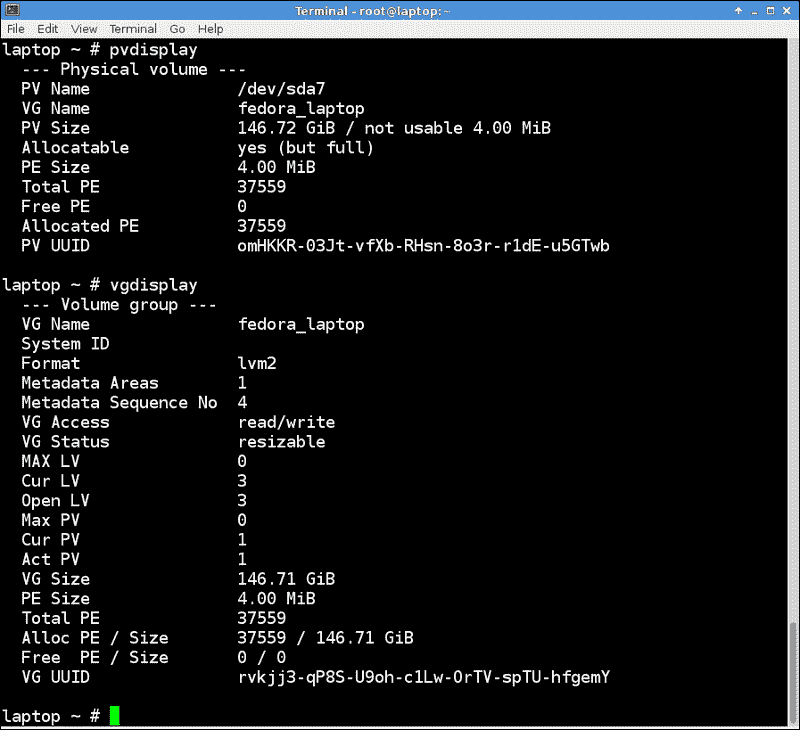 Terminal - root@laptop:~
File Edit View Terminal Go Help
laptop ~ # pvdisplay
--- Physical volume ---
PV Name /dev/sda7
VG Name fedora_laptop
PV Size 146.72 GiB / not usable 4.00 MiB
Allocatable yes (but full)
PE Size 4.00 MiB
Total PE 37559
Free PE 0
Allocated PE 37559
PV UUID omHKKR-03Jt-vfXb-RHsn-8o3r-r1dE-u5GTwb
laptop ~ # vgdisplay
--- Volume group ---
VG Name fedora_laptop
System ID
Format lvm2
Metadata Areas 1
Metadata Sequence No 4
VG Access read/write
VG Status resizable
MAX LV 0
Cur LV 3
Open LV 3
Max PV 0
Cur PV 1
Act PV 1
VG Size 146.71 GiB
PE Size 4.00 MiB
Total PE 37559
Alloc PE / Size 37559 / 146.71 GiB
Free  PE / Size 0 / 0
VG UUID rvkjj3-qP8S-U9oh-c1Lw-OrTV-spTU-hfgemY
laptop ~ #